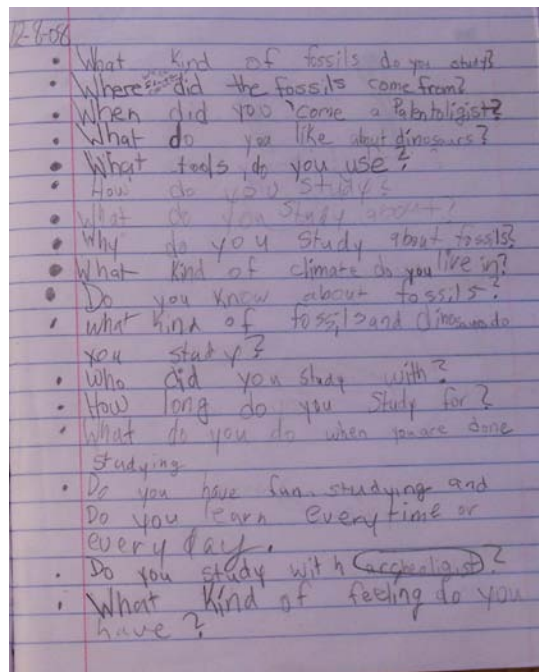 12-8-08
• What kind of fossils do you study?
• Where did the fossils come from?
• When did you 'come a Palentoligist?
• What do you like about dinosaurs?
• What tools do you use?
• How do you study?
• What do you study about?
• Why do you study about fossils?
• What kind of climate do you live in?
• Do you know about fossils?
• what kind of fossils and dinosaurs do
you study?
• Who did you study with?
• How long do you study for?
• What do you do when you are done
studying
• Do you have fun studying and
Do you learn every time or
every day.
• Do you study with ?
• What kind of feeling do you
have?